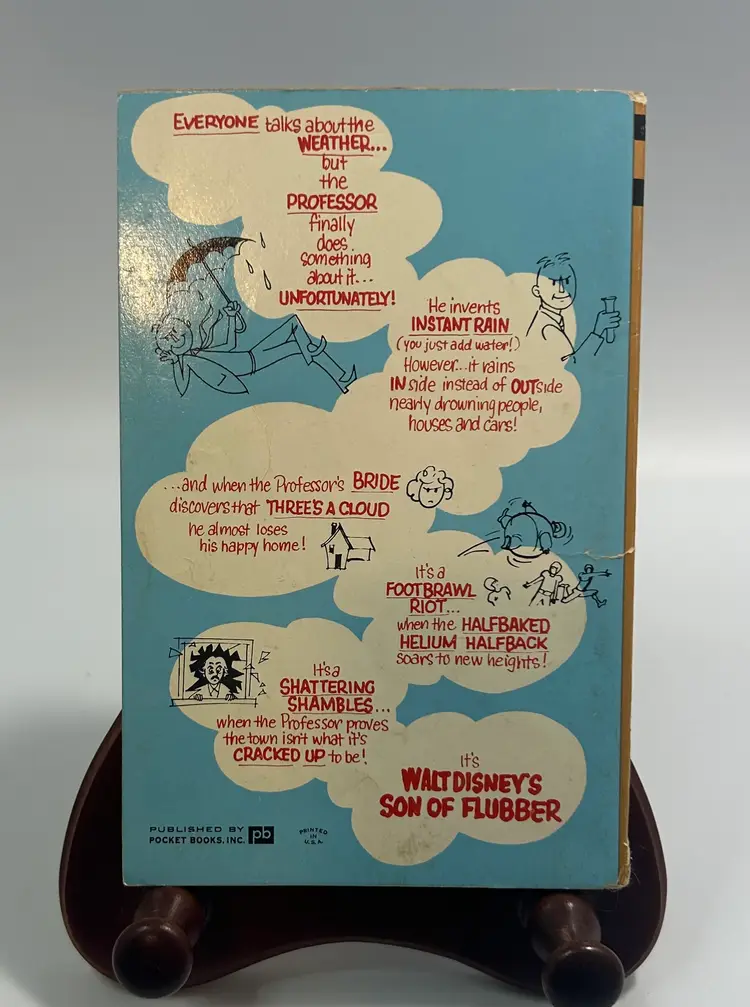 EVERYONE talks about the
WEATHER...
but
the
PROFESSOR
finally
does
something
about it...
UNFORTUNATELY!
He invents
INSTANT RAIN
(you just add water!)
However...it rains
INside instead of OUTside
nearly drowning people,
houses and cars!
...and when the Professor's BRIDE
discovers that THREE'S A CLOUD
he almost loses
his happy home!
It's a
FOOTBRAWL
RIOT...
when the HALFBAKED
HELIUM HALFBACK
soars to new heights!
It's a
SHATTERING
SHAMBLES...
when the Professor proves
the town isn't what it's
CRACKED UP to be!
It's
WALT DISNEY'S
SON OF FLUBBER
PUBLISHED BY
POCKET BOOKS, INC. pb
PRINTED
IN
U.S.A.